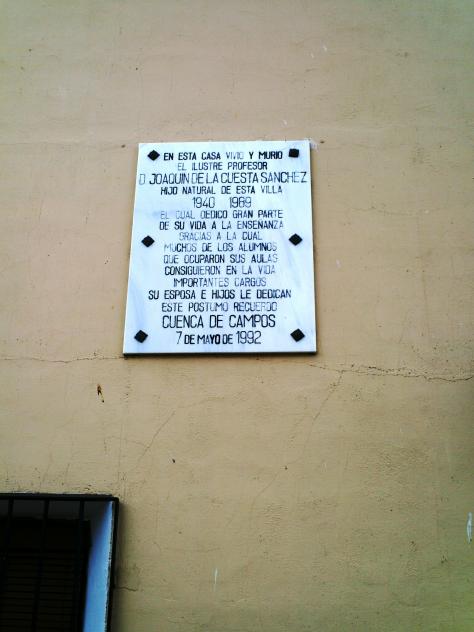 EN ESTA CASA VIVIO Y MURIO
EL ILUSTRE PROFESOR
D. JOAQUIN DE LA CUESTA SANCHEZ
HIJO NATURAL DE ESTA VILLA
1940 1989
EL CUAL DEDICO GRAN PARTE
DE SU VIDA A LA ENSEÑANZA
GRACIAS A LA CUAL
MUCHOS DE LOS ALUMNOS
QUE OCUPARON SUS AULAS
CONSIGUIERON EN LA VIDA
IMPORTANTES CARGOS
SU ESPOSA E HIJOS LE DEDICAN
ESTE POSTUMO RECUERDO
CUENCA DE CAMPOS
7 DE MAYO DE 1992